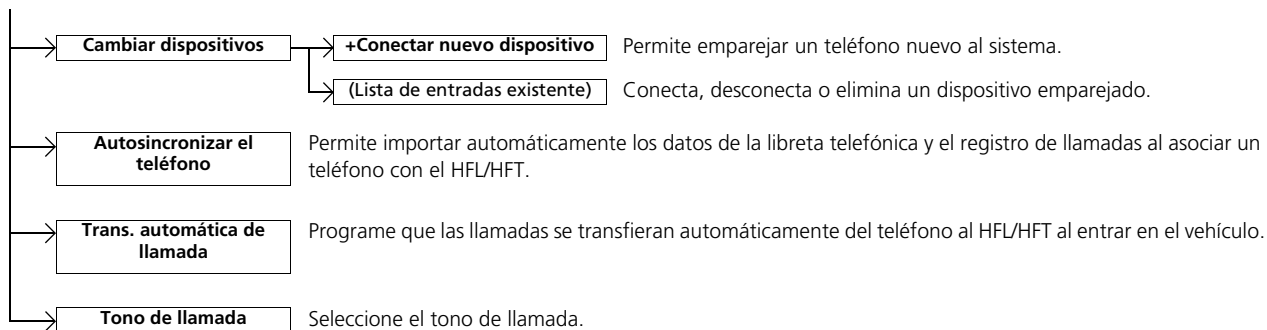 Cambiar dispositivos
+Conectar nuevo dispositivo
Permite emparejar un teléfono nuevo al sistema.
(Lista de entradas existente)
Conecta, desconecta o elimina un dispositivo emparejado.
Autosincronizar el
teléfono
Permite importar automáticamente los datos de la libreta telefónica y el registro de llamadas al asociar un
teléfono con el HFL/HFT.
Trans. automática de
llamada
Programe que las llamadas se transfieran automáticamente del teléfono al HFL/HFT al entrar en el vehículo.
Tono de llamada
Seleccione el tono de llamada.